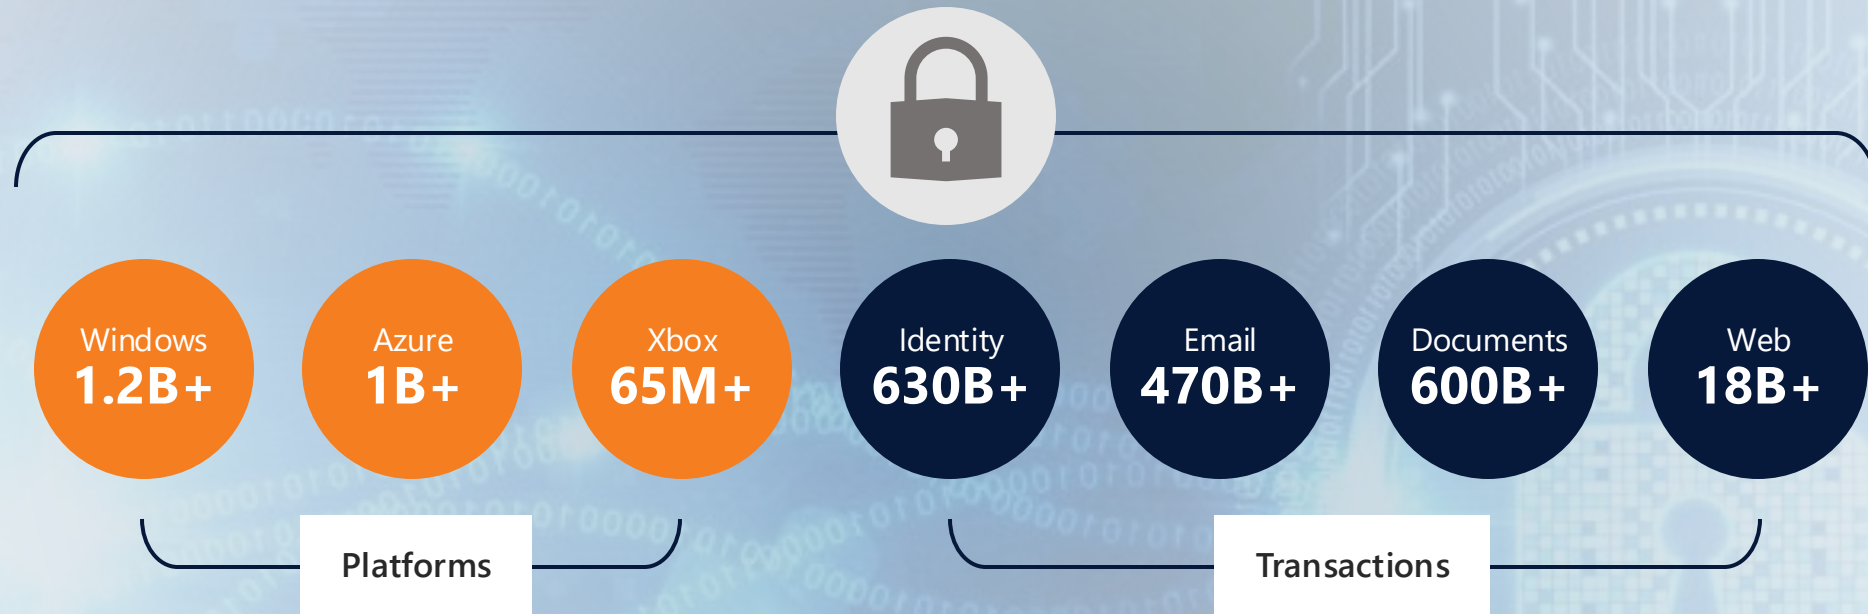 Windows
1.2B+
Azure
1B+
Xbox
65M+
Identity
630B+
Email
470B+
Documents
600B+
Web
18B+
Platforms
Transactions